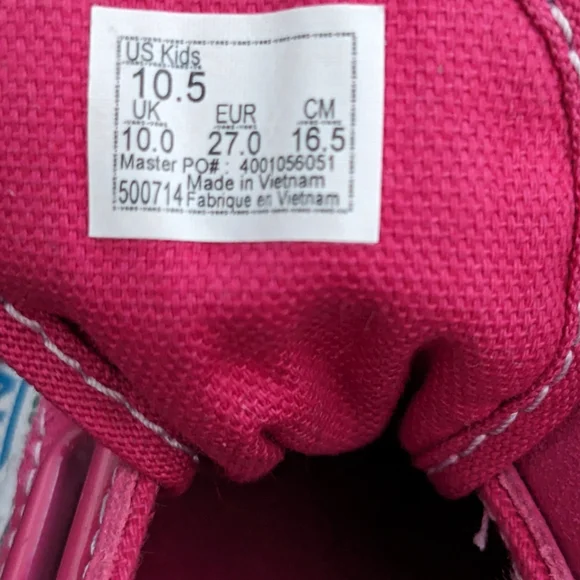 US Kids
10.5
UK EUR CM
10.0 27.0 16.5
Master PO# : 4001056051
500714 Made in Vietnam
Fabrique en Vietnam